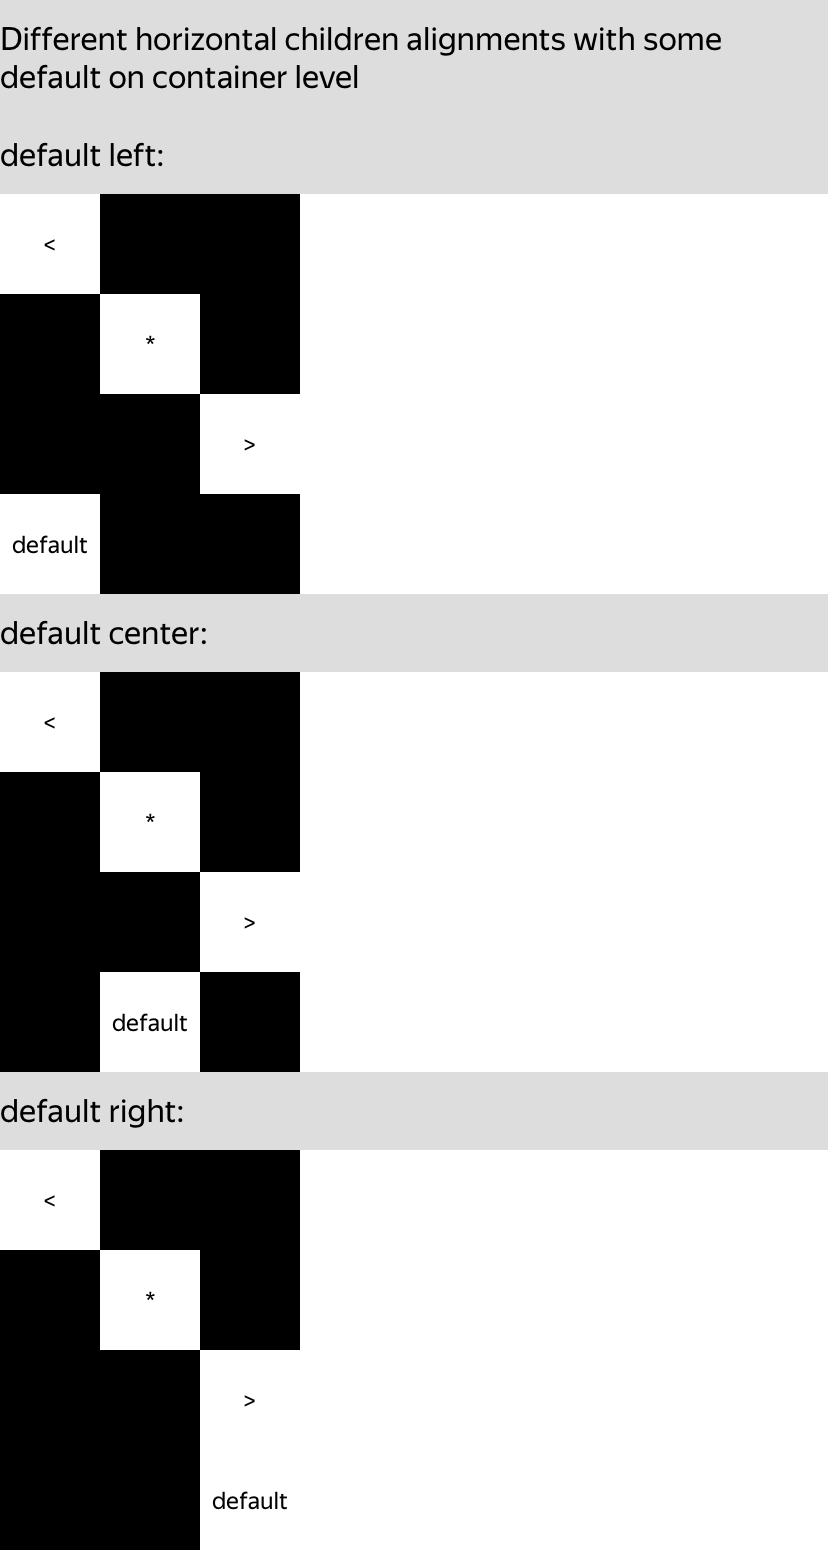 Different horizontal children alignments with some
default on container level
default left:
<
*
>
default
default center:
<
*
>
default
default right:
<
*
>
default